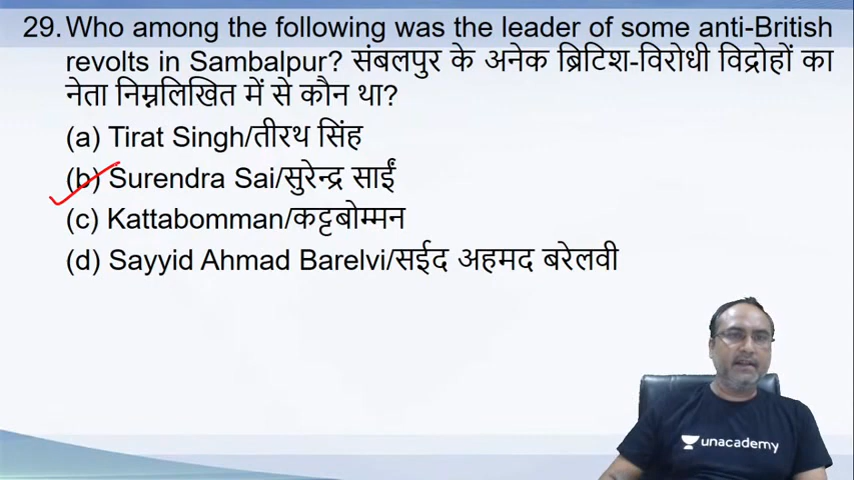 29. Who among the following was the leader of some anti-British
revolts in Sambalpur? संबलपुर के अनेक ब्रिटिश-विरोधी विद्रोहों का
नेता निम्नलिखित में से कौन था?
(a) Tirat Singh/तीरथ सिंह
(b) Surendra Sai/सुरेन्द्र साईं
(c) Kattabomman/कट्टबोम्मन
(d) Sayyid Ahmad Barelvi/सईद अहमद बरेलवी
unacademy